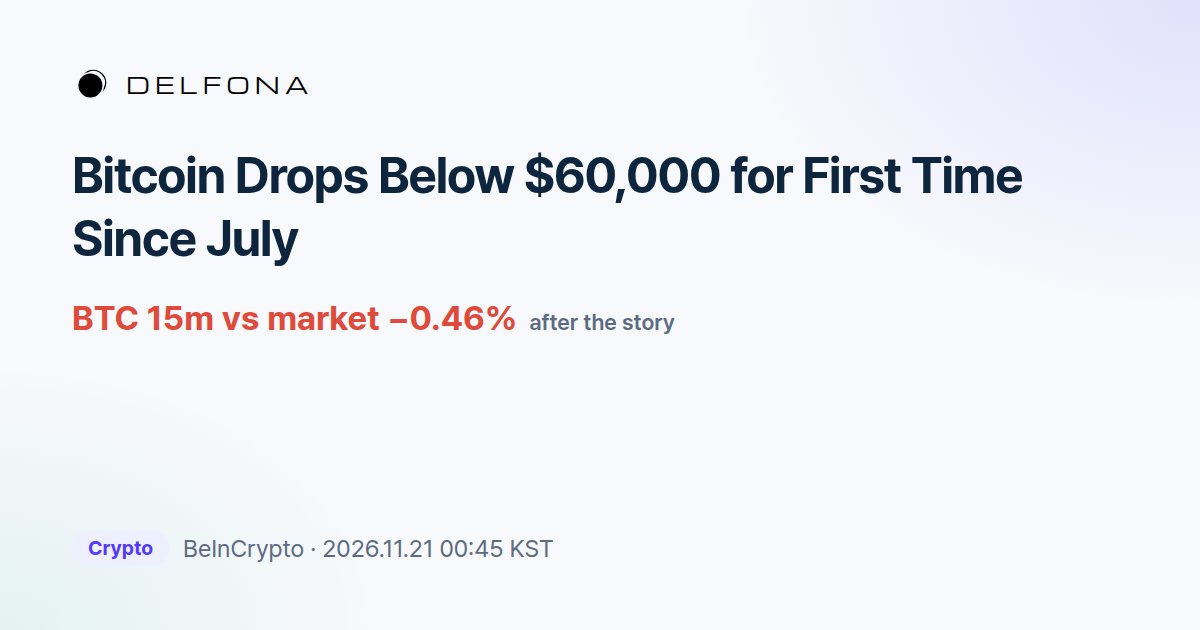 DELFONA
Bitcoin Drops Below $60,000 for First Time
Since July
BTC 15m vs market −0.46% after the story
Crypto BeInCrypto · 2026.11.21 00:45 KST